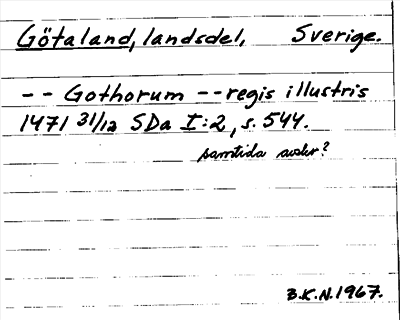 Götaland, landsdel, Sverige.
-- Gothorum -- regis illustris
1471 31/12 SDa I:2, s. 544.
samtida avskr?
B.K.N. 1967.